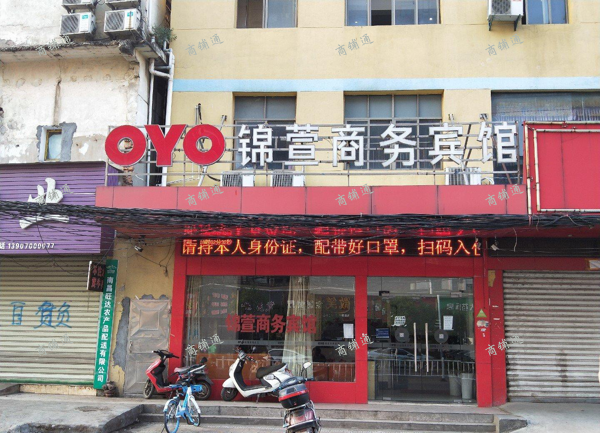 OYO 锦萱商务宾馆
请持本人身份证,配带好口罩,扫码入住
锦萱商务宾馆
南昌旺达农产品配送有限公司
商铺通